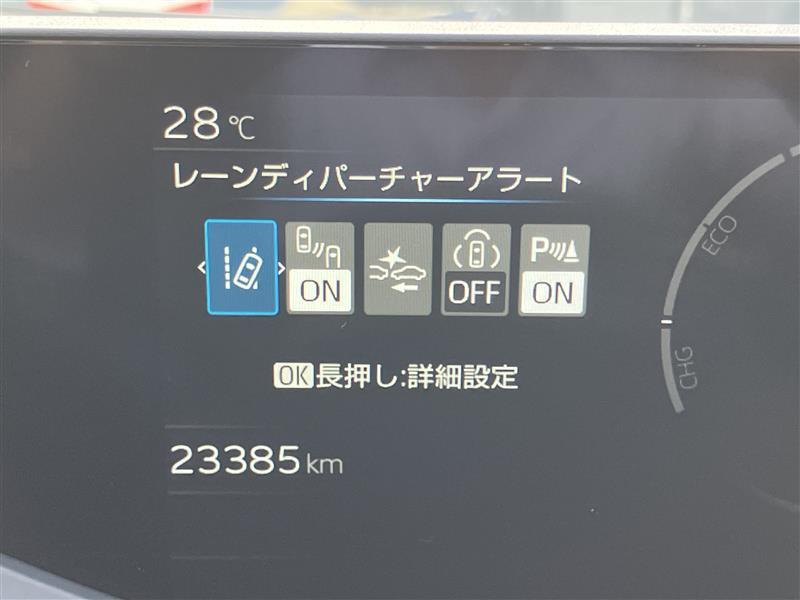 28℃
レーンディパーチャーアラート
ON
OFF
P
ON
OK長押し:詳細設定
23385km
ECO
CHG